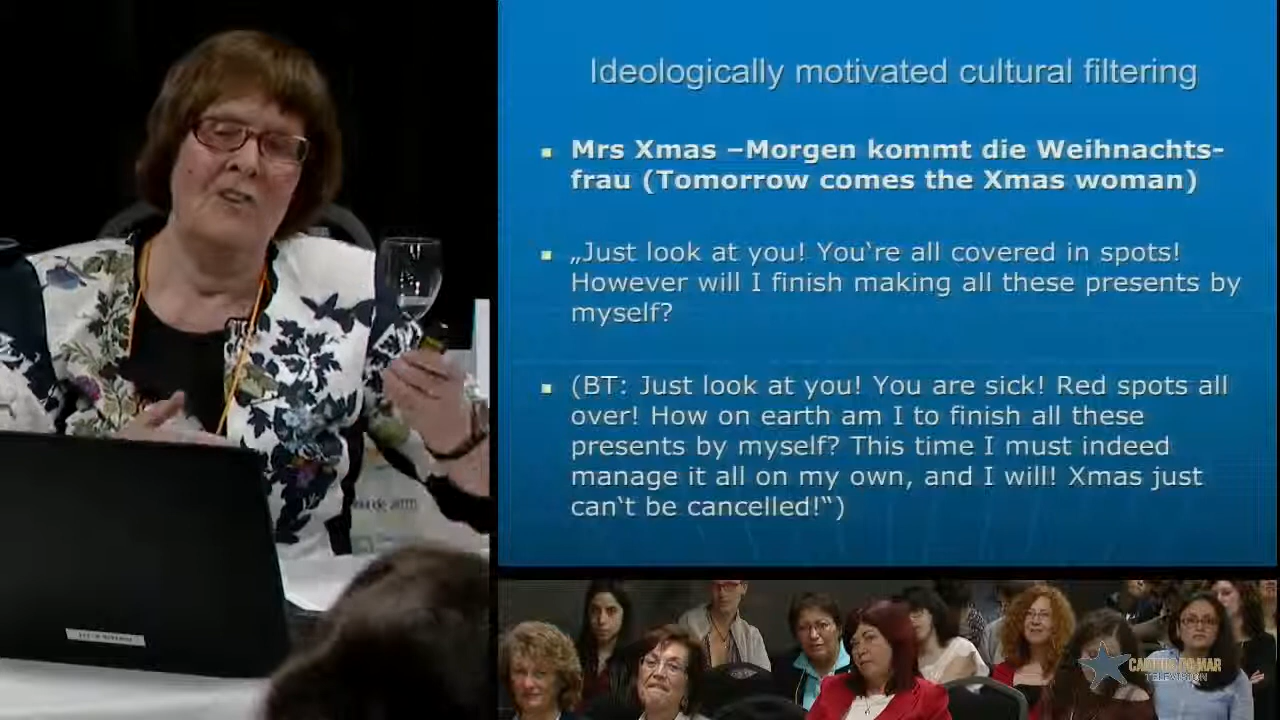 Ideologically motivated cultural filtering
Mrs Xmas –Morgen kommt die Weihnachts-
frau (Tomorrow comes the Xmas woman)
„Just look at you! You‛re all covered in spots!
However will I finish making all these presents by
myself?
(BT: Just look at you! You are sick! Red spots all
over! How on earth am I to finish all these
presents by myself? This time I must indeed
manage it all on my own, and I will! Xmas just
can‛t be cancelled!“)
TELEVISION